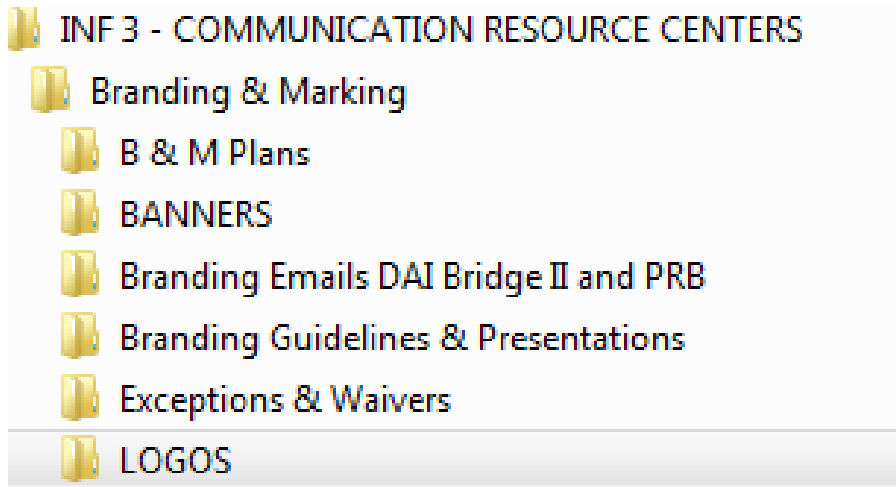 INF 3 - COMMUNICATION RESOURCE CENTERS
Branding & Marking
B & M Plans
BANNERS
Branding Emails DAI Bridge II and PRB
Branding Guidelines & Presentations
Exceptions & Waivers
LOGOS